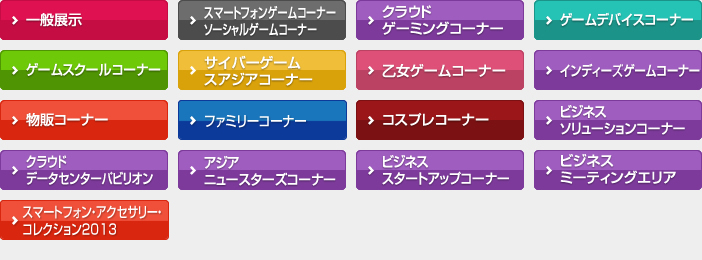 一般展示
スマートフォンゲームコーナー
ソーシャルゲームコーナー
クラウド
ゲーミングコーナー
ゲームデバイスコーナー
ゲームスクールコーナー
サイバーゲーム
スアジアコーナー
乙女ゲームコーナー
インディーズゲームコーナー
物販コーナー
ファミリーコーナー
コスプレコーナー
ビジネス
ソリューションコーナー
クラウド
データセンターパビリオン
アジア
ニュースターズコーナー
ビジネス
スタートアップコーナー
ビジネス
ミーティングエリア
スマートフォン・アクセサリー・
コレクション2013